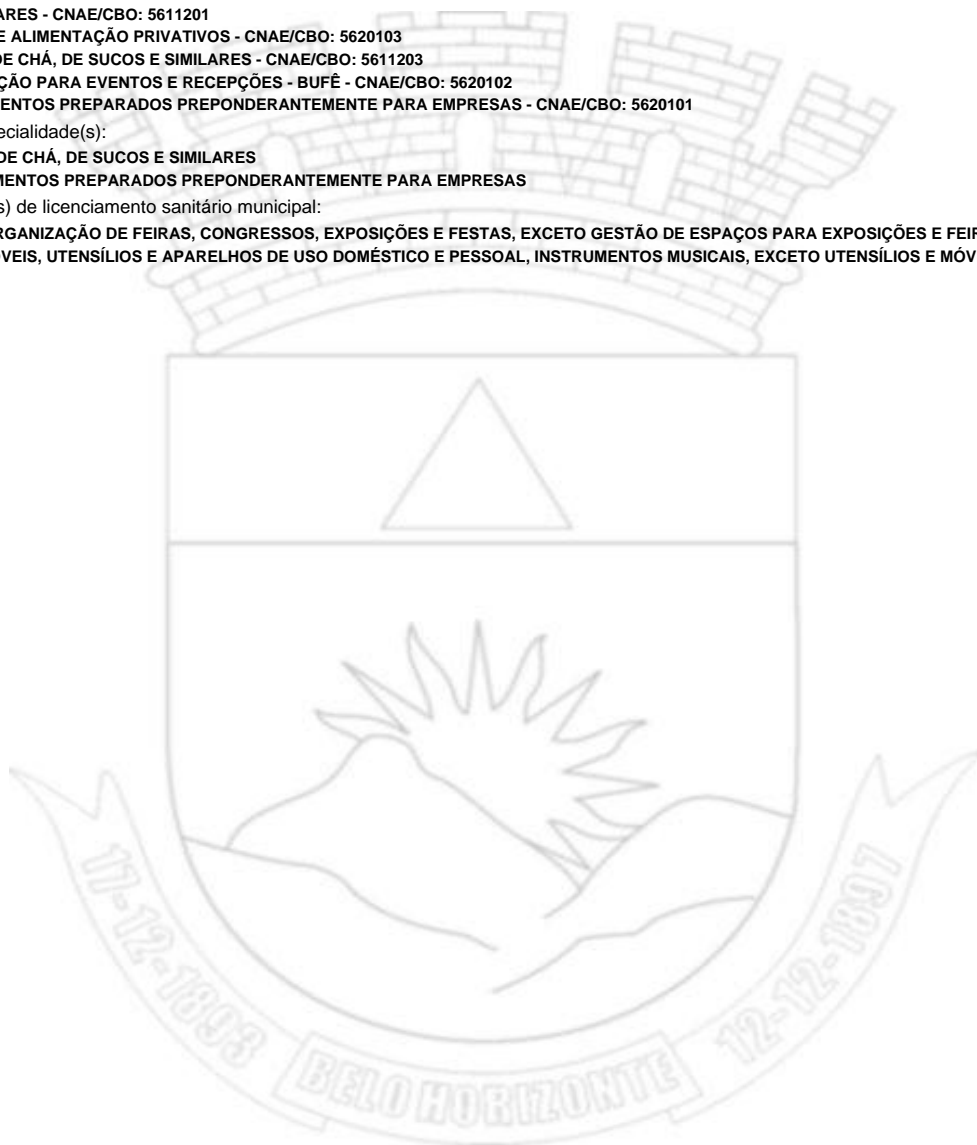 ARES - CNAE/CBO: 5611201
E ALIMENTAÇÃO PRIVATIVOS - CNAE/CBO: 5620103
DE CHÁ, DE SUCOS E SIMILARES - CNAE/CBO: 5611203
ÇÃO PARA EVENTOS E RECEPÇÕES - BUFÊ - CNAE/CBO: 5620102
ENTOS PREPARADOS PREPONDERANTEMENTE PARA EMPRESAS - CNAE/CBO: 5620101
ecialidade(s):
DE CHÁ, DE SUCOS E SIMILARES
MENTOS PREPARADOS PREPONDERANTEMENTE PARA EMPRESAS
s) de licenciamento sanitário municipal:
RGANIZAÇÃO DE FEIRAS, CONGRESSOS, EXPOSIÇÕES E FESTAS, EXCETO GESTÃO DE ESPAÇOS PARA EXPOSIÇÕES E FEIR
VEIS, UTENSÍLIOS E APARELHOS DE USO DOMÉSTICO E PESSOAL, INSTRUMENTOS MUSICAIS, EXCETO UTENSÍLIOS E MÓV
17-12-1893 BELO HORIZONTE 12-12-1897